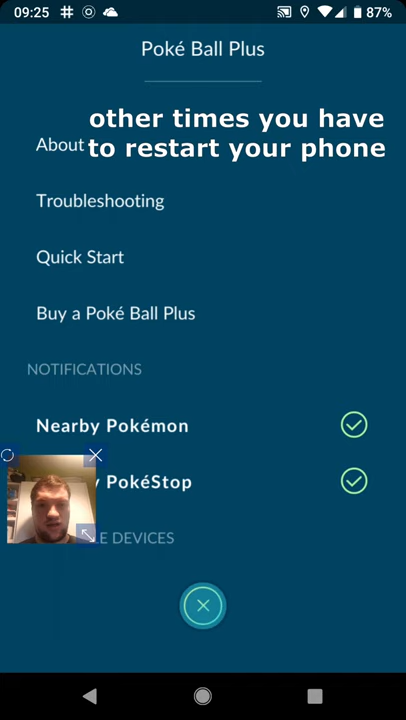 09:25
87%
Poké Ball Plus
other times you have
About
to restart your phone
Troubleshooting
Quick Start
Buy a Poké Ball Plus
NOTIFICATIONS
Nearby Pokémon
PokéStop
DEVICES